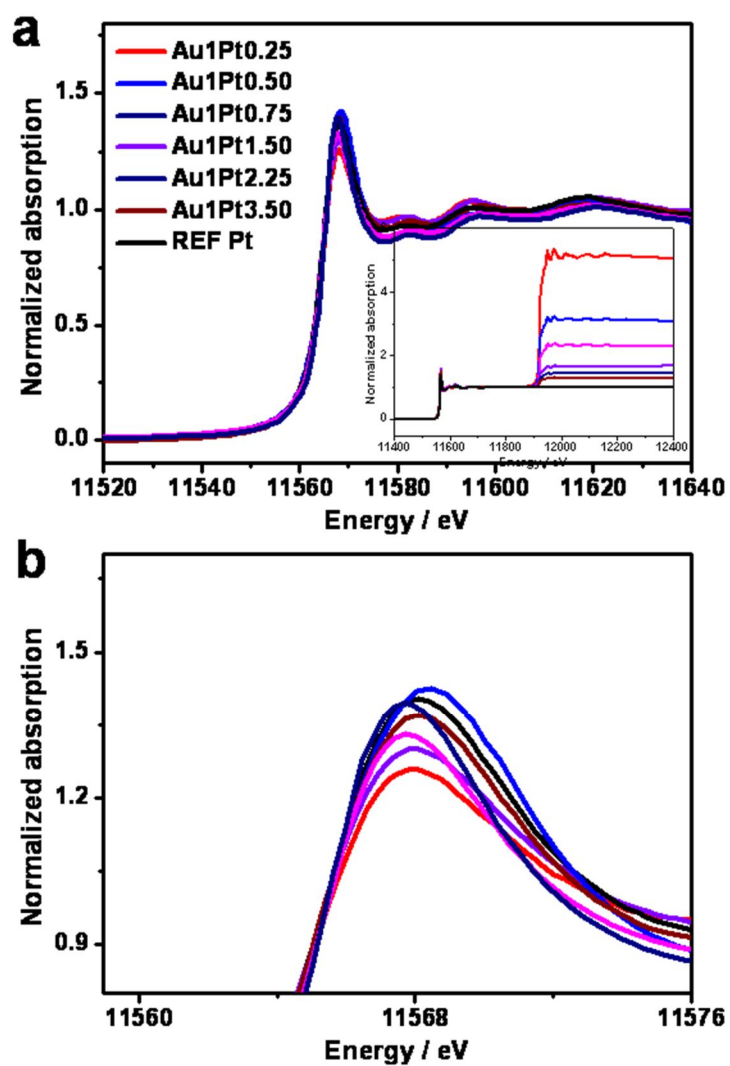 a
Normalized absorption
1.5
1.0
0.5
0.0
Au1Pt0.25
Au1Pt0.50
Au1Pt0.75
Au1Pt1.50
Au1Pt2.25
Au1Pt3.50
REF Pt
Normalized absorption
4
2
0
11400 11600 11800 12000 12200 12400
Energy / eV
11520 11540 11560 11580 11600 11620 11640
Energy / eV
b
Normalized absorption
1.5
1.2
0.9
11560 11568 11576
Energy / eV